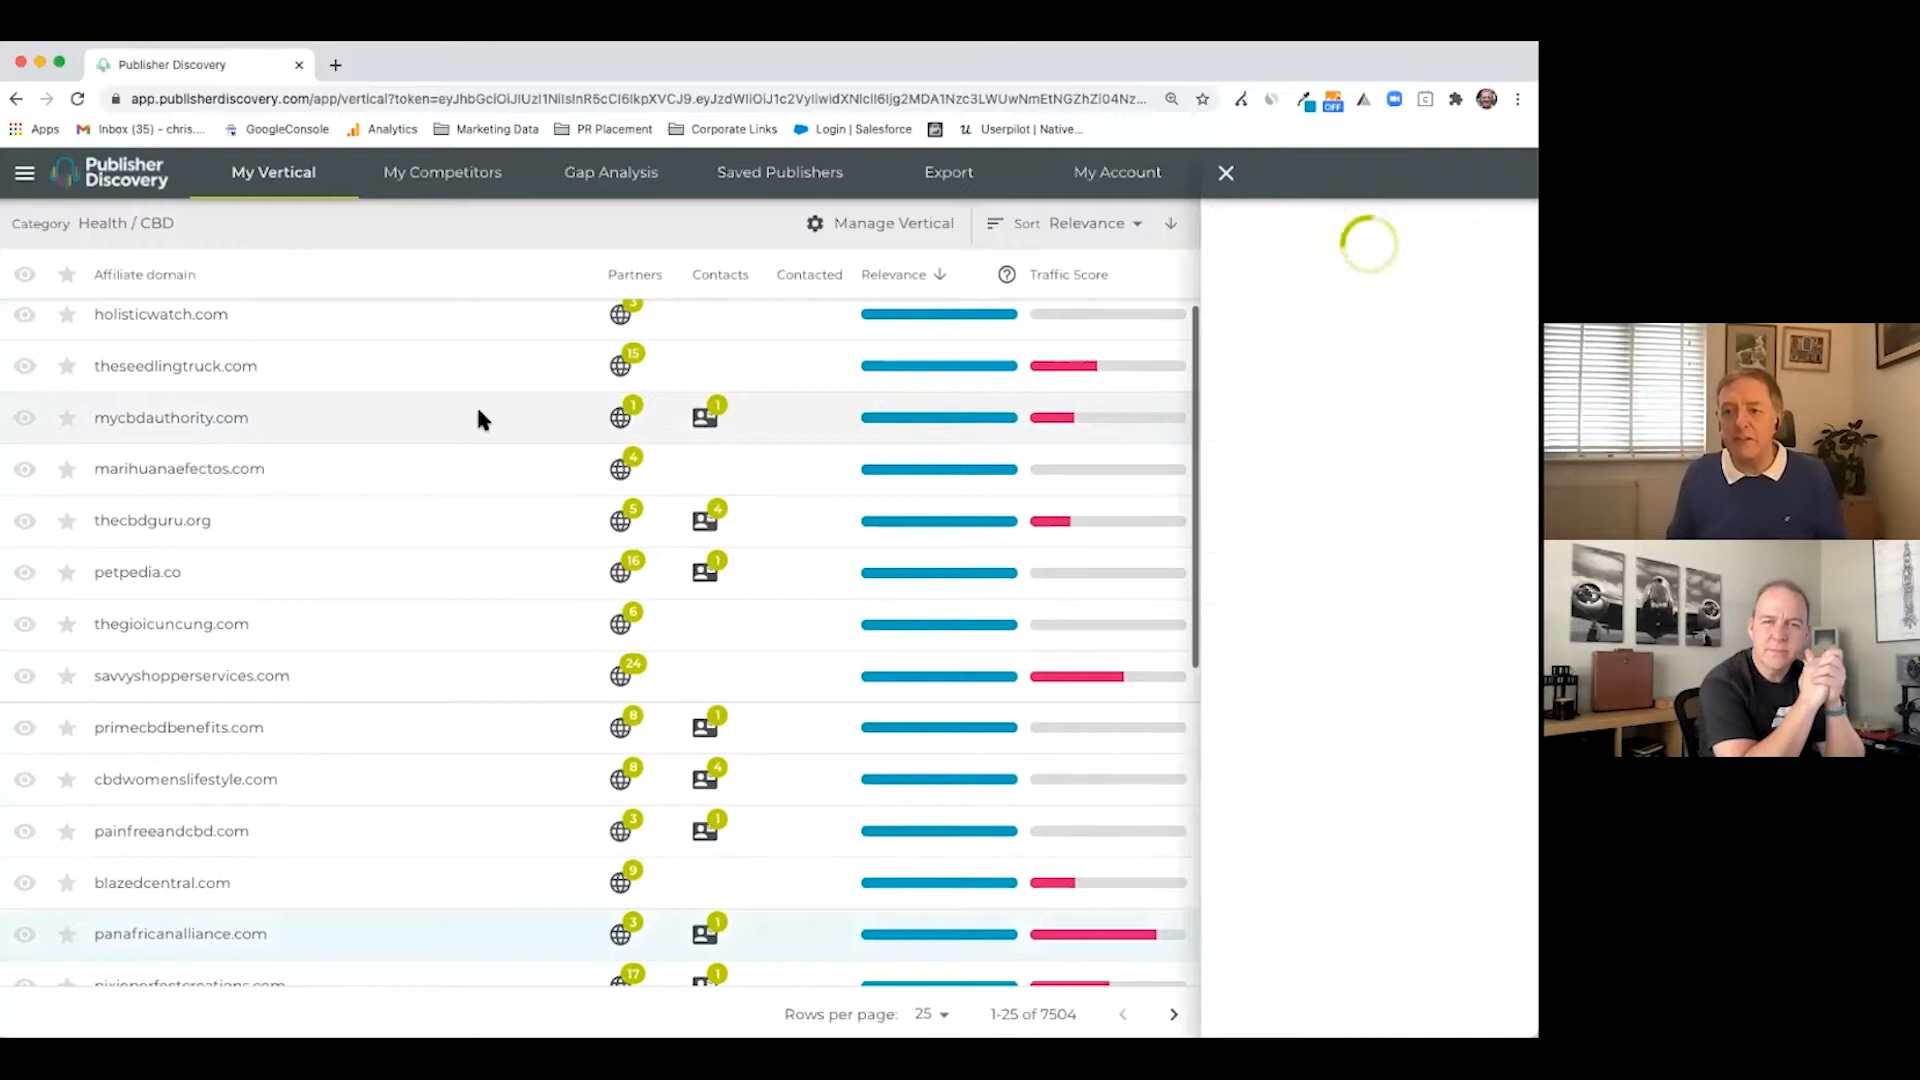 Publisher Discovery
app.publisherdiscovery.com/app/vertical?token=
Apps
Inbox (35) - chris....
GoogleConsole
Analytics
Marketing Data
PR Placement
Corporate Links
Login | Salesforce
Userpilot | Native...
OFF
Publisher
Discovery
My Vertical
My Competitors
Gap Analysis
Saved Publishers
Export
My Account
Category Health / CBD
Manage Vertical
Sort Relevance
Affiliate domain Partners Contacts Contacted Relevance Traffic Score
holisticwatch.com 3
theseedlingtruck.com 15
mycbdauthority.com 1 1
marihuanaefectos.com 4
thecbdguru.org 5 4
petpedia.co 16 1
thegioicuncung.com 6
savvyshopperservices.com 24
primecbdbenefits.com 8 1
cbdwomenslifestyle.com 8 4
painfreeandcbd.com 3 1
blazedcentral.com 9
panafricanalliance.com 3 1
pixieperfectcreations.com 17 1
Rows per page: 25 1-25 of 7504